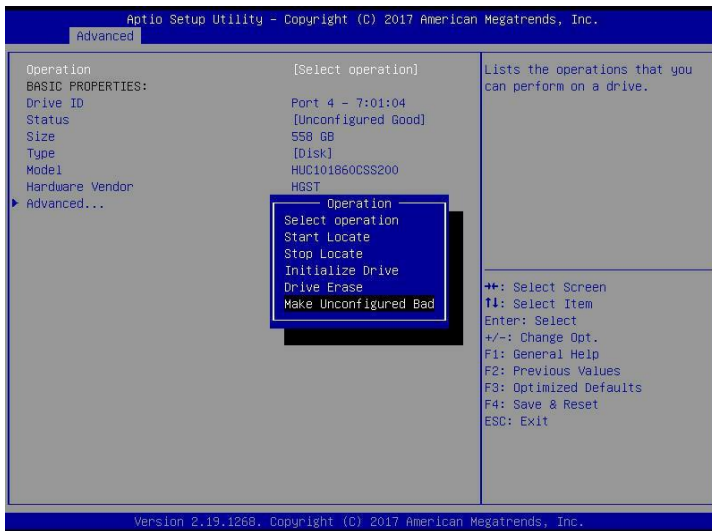 Aptio Setup Utility – Copyright (C) 2017 American Megatrends, Inc.
Advanced
Operation [Select operation]
BASIC PROPERTIES:
Drive ID Port 4 - 7:01:04
Status [Unconfigured Good]
Size 558 GB
Type [Disk]
Model HUC101860CSS200
Hardware Vendor HGST
Advanced...
Operation
Select operation
Start Locate
Stop Locate
Initialize Drive
Drive Erase
Make Unconfigured Bad
Lists the operations that you
can perform on a drive.
→←: Select Screen
↑↓: Select Item
Enter: Select
+/-: Change Opt.
F1: General Help
F2: Previous Values
F3: Optimized Defaults
F4: Save & Reset
ESC: Exit
Version 2.19.1268. Copyright (C) 2017 American Megatrends, Inc.